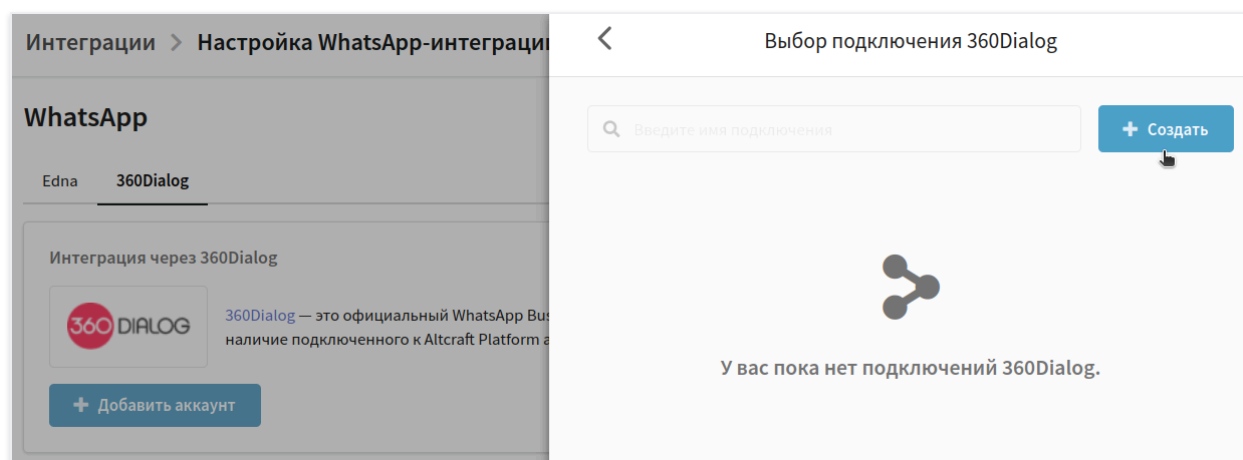 Интеграции > Настройка WhatsApp-интеграции
WhatsApp
Edna 360Dialog
Интеграция через 360Dialog
360 DIALOG
360Dialog — это официальный WhatsApp Bus
наличие подключенного к Altcraft Platform а
+ Добавить аккаунт
Выбор подключения 360Dialog
Введите имя подключения
+ Создать
У вас пока нет подключений 360Dialog.